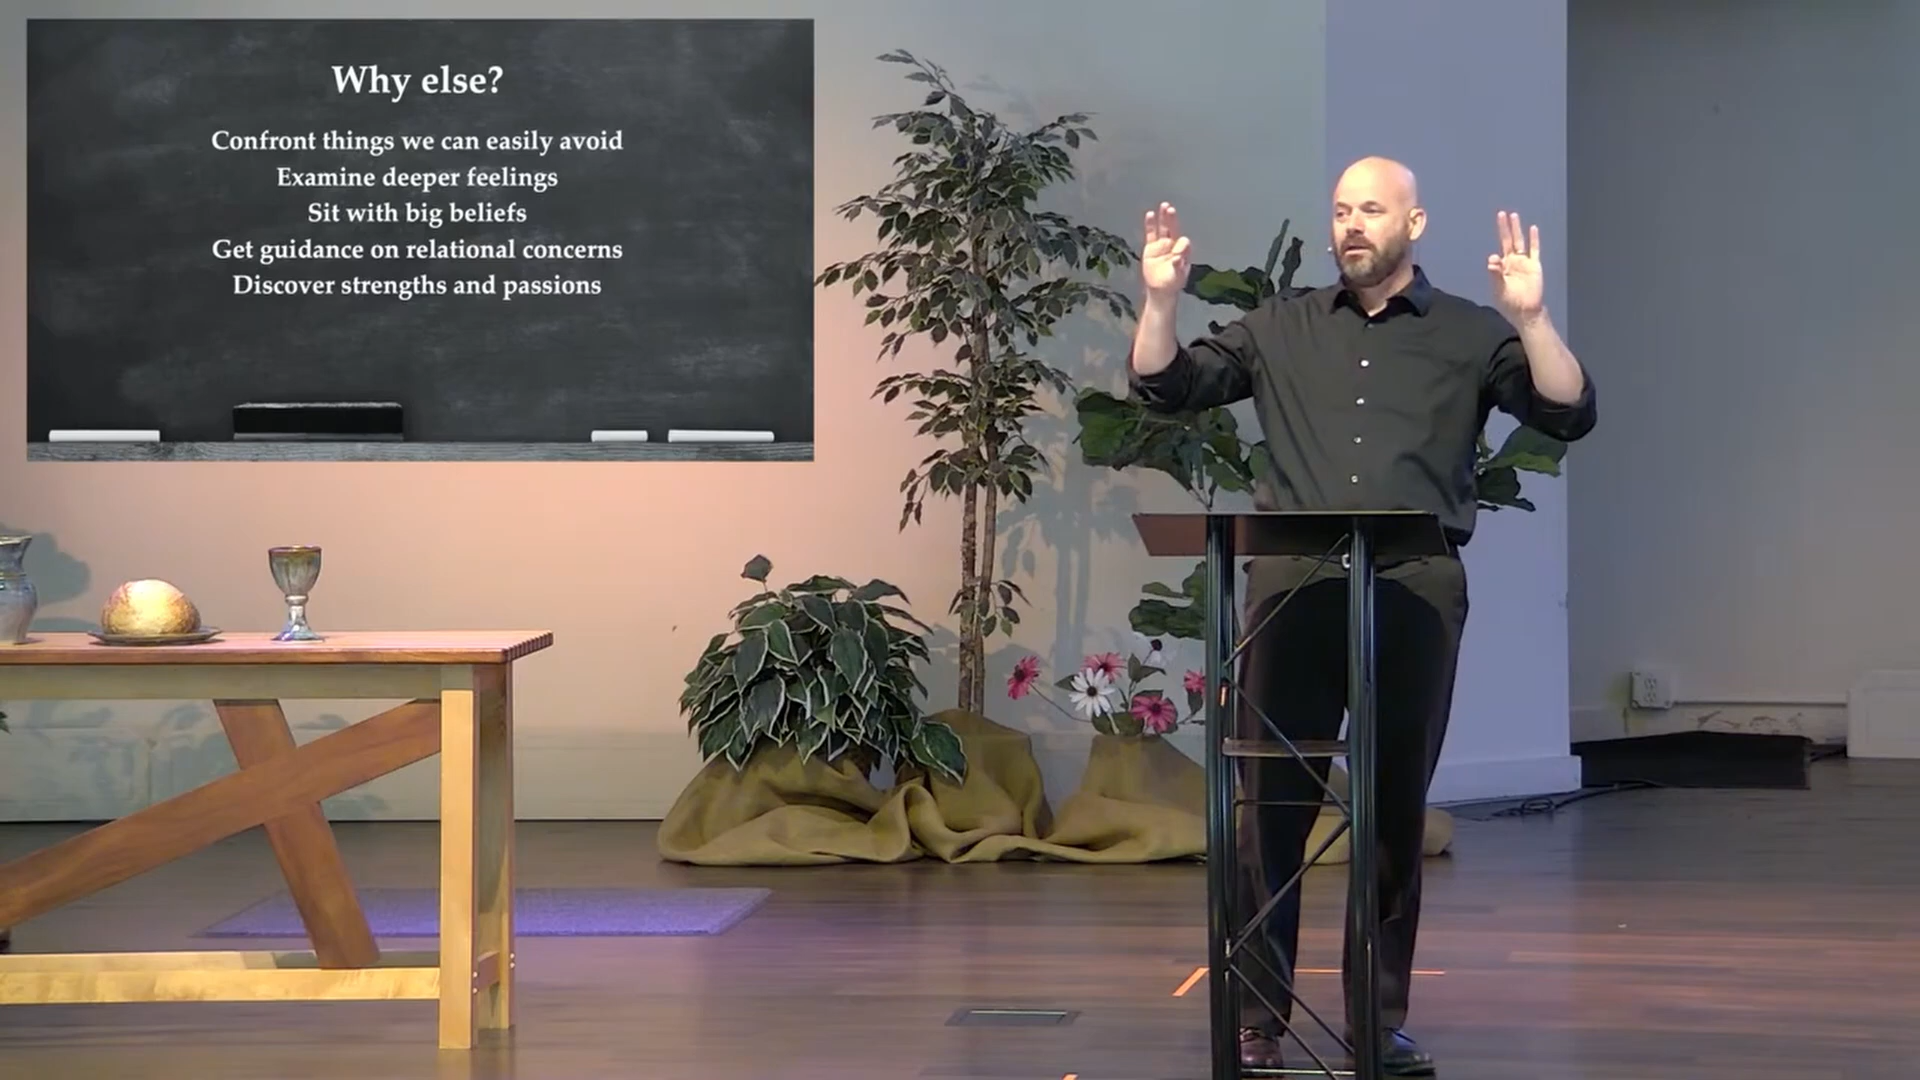 Why else?
Confront things we can easily avoid
Examine deeper feelings
Sit with big beliefs
Get guidance on relational concerns
Discover strengths and passions